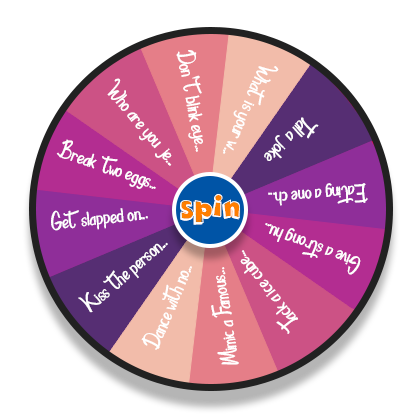 Don't blink eye...
What is your w...
Tell a joke
Eating a one ch...
Give a strong hu...
Tack a ice cube...
Mimic a Famous...
Dance with no...
Kiss the person...
Get slapped on...
Break two eggs...
Who are you je...
spin